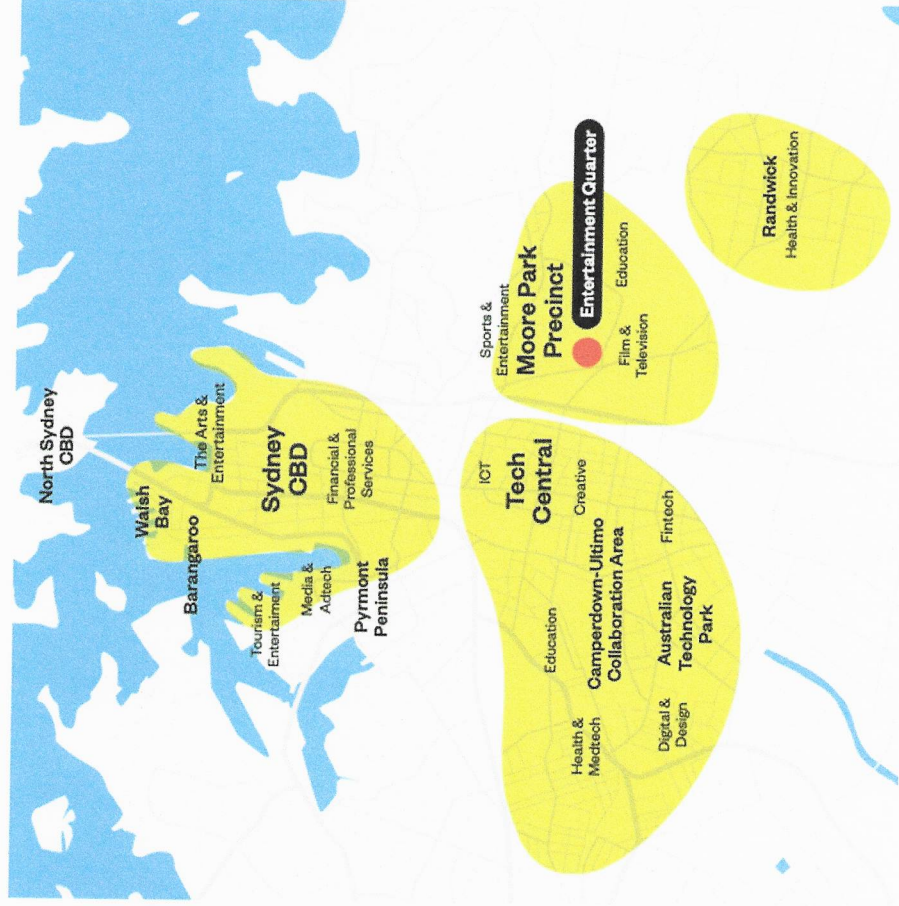 North Sydney
CBD
Walsh
Bay
The Arts &
Entertainment
Barangaroo
Sydney
CBD
Financial &
Professional
Services
Tourism &
Entertaiment
Media &
Adtech
Pyrmont
Peninsula
Sports &
Entertainment
Moore Park
Precinct
Entertainment Quarter
Film &
Television
Education
Randwick
Health & Innovation
ICT
Tech
Central
Creative
Education
Camperdown-Ultimo
Collaboration Area
Fintech
Health &
Medtech
Australian
Technology
Park
Digital &
Design